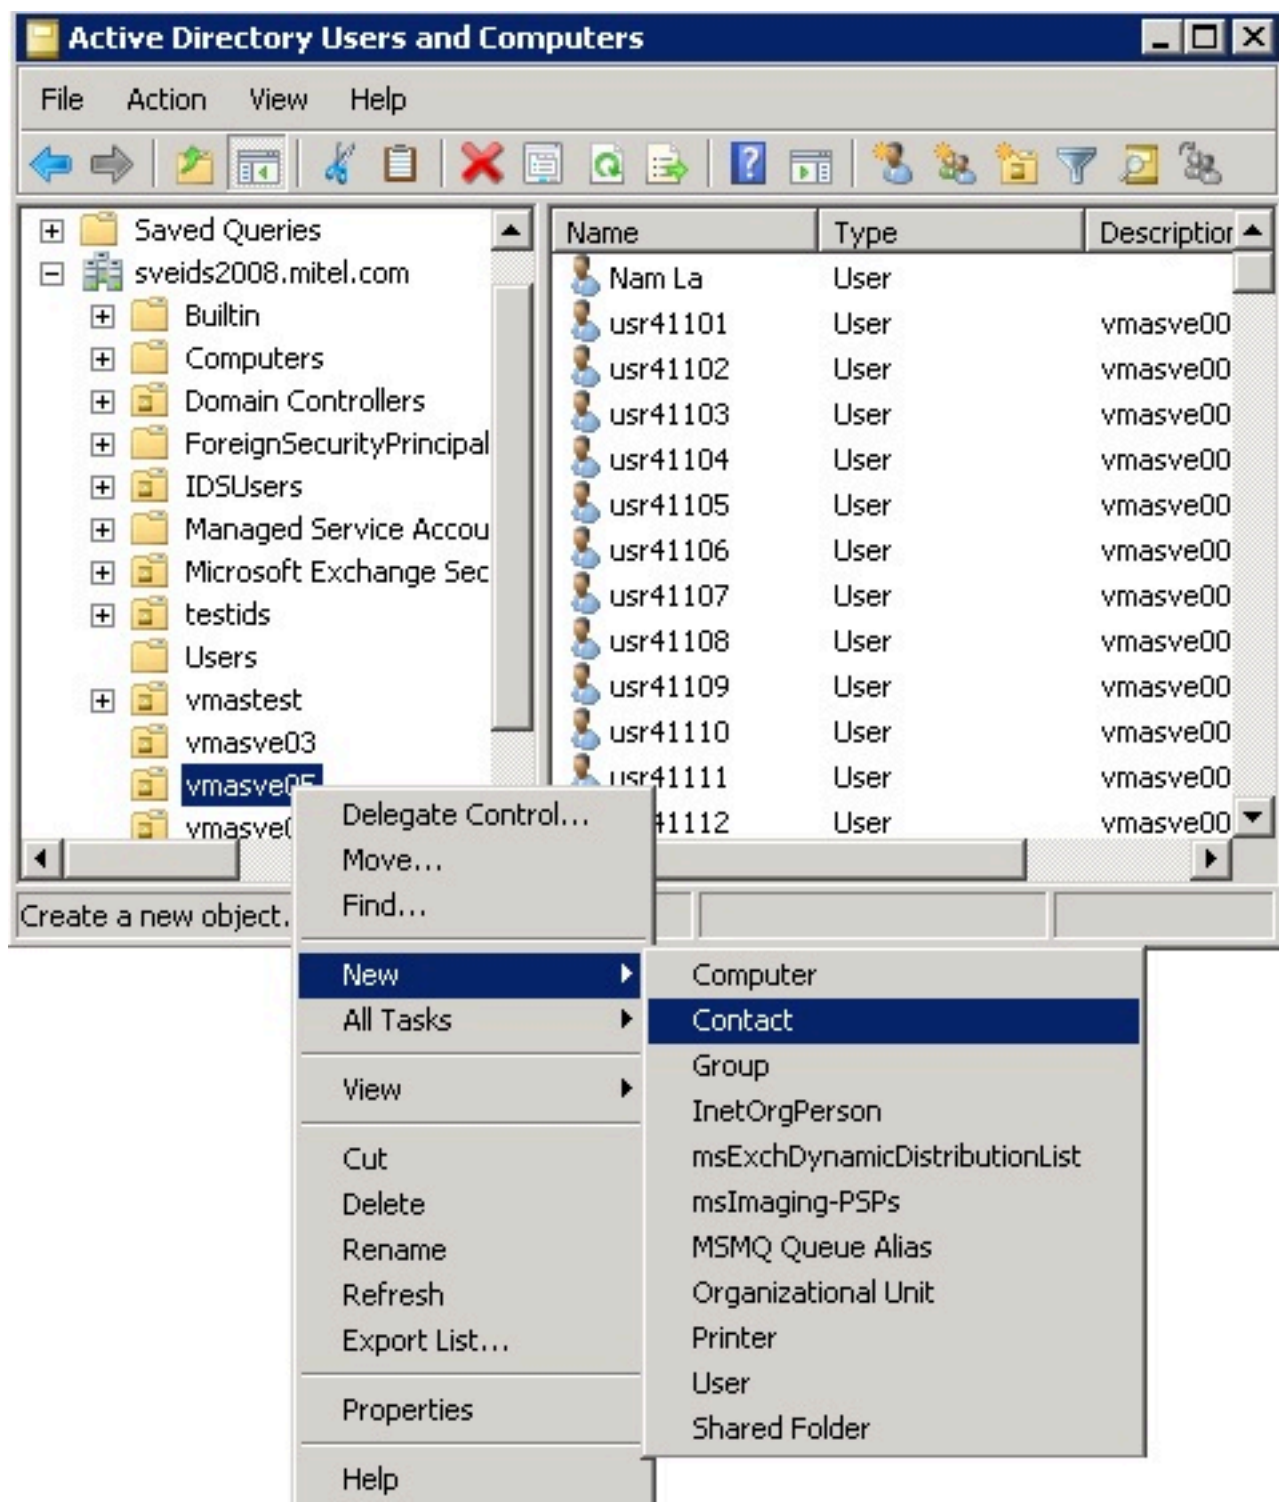 Active Directory Users and Computers
File Action View Help
Saved Queries
sveids2008.mitel.com
Builtin
Computers
Domain Controllers
ForeignSecurityPrincipal
IDSUsers
Managed Service Accou
Microsoft Exchange Sec
testids
Users
vmastest
vmasve03
vmasve05
vmasve0
Name Type Description
Nam La User
usr41101 User vmasve00
usr41102 User vmasve00
usr41103 User vmasve00
usr41104 User vmasve00
usr41105 User vmasve00
usr41106 User vmasve00
usr41107 User vmasve00
usr41108 User vmasve00
usr41109 User vmasve00
usr41110 User vmasve00
usr41111 User vmasve00
41112 User vmasve00
Create a new object.
Delegate Control...
Move...
Find...
New
All Tasks
View
Cut
Delete
Rename
Refresh
Export List...
Properties
Help
Computer
Contact
Group
InetOrgPerson
msExchDynamicDistributionList
msImaging-PSPs
MSMQ Queue Alias
Organizational Unit
Printer
User
Shared Folder